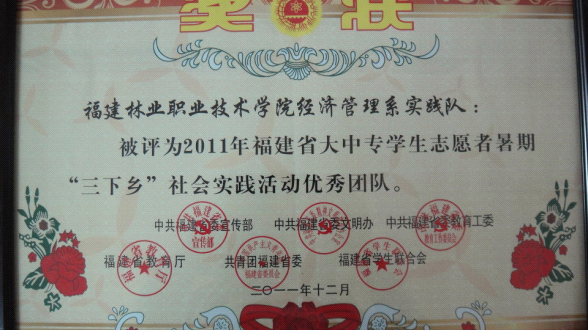 奖状
福建林业职业技术学院经济管理系实践队:
被评为2011年福建省大中专学生志愿者暑期
“三下乡”社会实践活动优秀团队。
中共福建省委宣传部 中共福建省委文明办 中共福建省委教育工委
福建省教育厅 共青团福建省委 福建省学生联合会
二〇一一年十二月